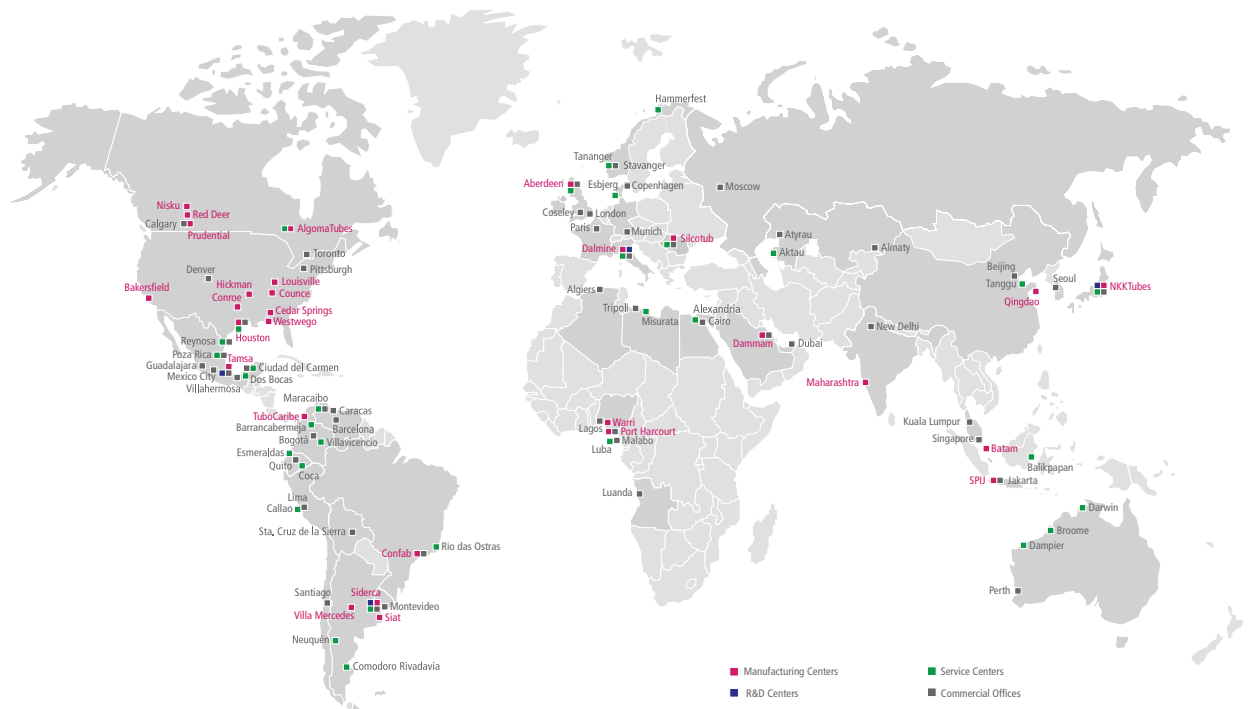 Hammerfest
Tananger
Stavanger
Aberdeen
Esbjerg
Copenhagen
Moscow
Nisku
Red Deer
Calgary
Prudential
AlgomaTubes
Coseley
London
Paris
Munich
Silcotub
Dalmine
Atyrau
Aktau
Almaty
Toronto
Pittsburgh
Denver
Bakersfield
Hickman
Louisville
Conroe
Counce
Cedar Springs
Westwego
Houston
Beijing
Tanggu
Seoul
Qingdao
NKKTubes
Algiers
Tripoli
Misurata
Alexandria
Cairo
New Delhi
Dammam
Dubai
Reynosa
Poza Rica
Tamsa
Guadalajara
Mexico City
Ciudad del Carmen
Dos Bocas
Villahermosa
Maharashtra
Maracaibo
Caracas
TuboCaribe
Barcelona
Barrancabermeja
Bogotá
Villavicencio
Esmeraldas
Quito
Coca
Lagos
Warri
Port Harcourt
Malabo
Luba
Kuala Lumpur
Singapore
Batam
Balikpapan
SPIJ
Jakarta
Luanda
Lima
Callao
Sta. Cruz de la Sierra
Confab
Rio das Ostras
Darwin
Broome
Dampier
Perth
Santiago
Siderca
Montevideo
Villa Mercedes
Siat
Neuquén
Comodoro Rivadavia
Manufacturing Centers
Service Centers
R&D Centers
Commercial Offices